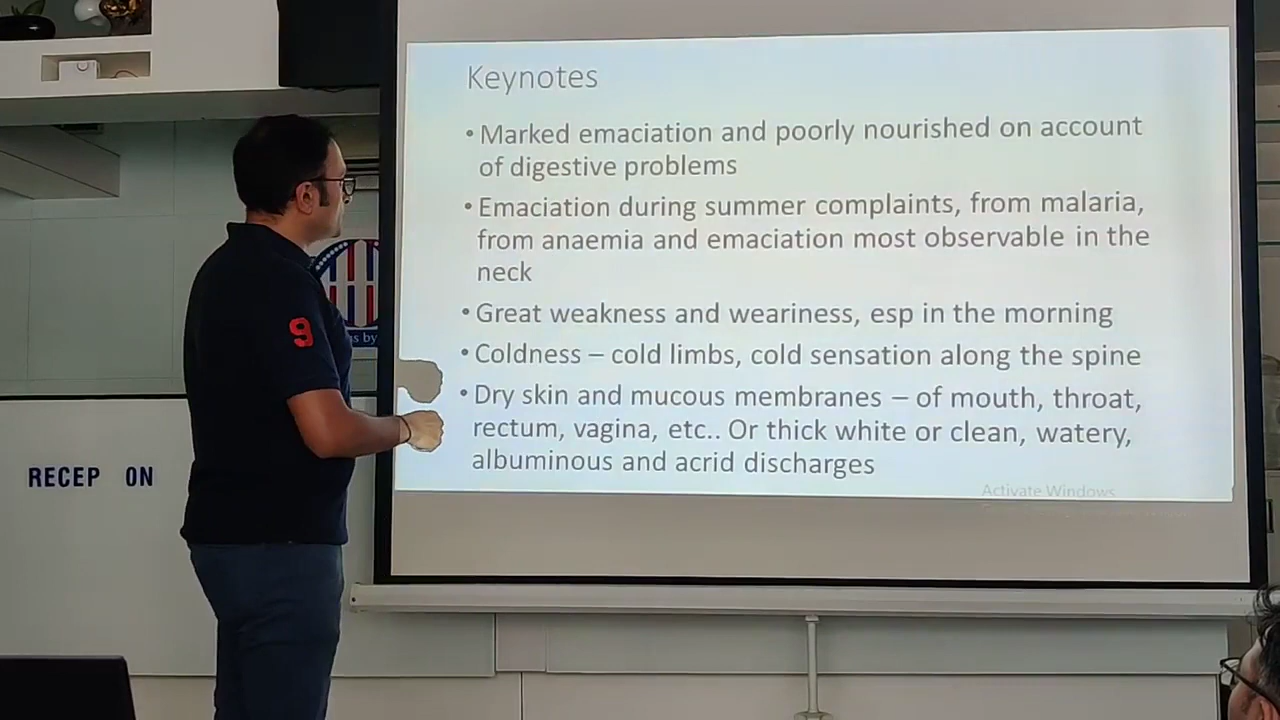 Keynotes
• Marked emaciation and poorly nourished on account
of digestive problems
• Emaciation during summer complaints, from malaria,
from anaemia and emaciation most observable in the
neck
• Great weakness and weariness, esp in the morning
• Coldness – cold limbs, cold sensation along the spine
• Dry skin and mucous membranes – of mouth, throat,
rectum, vagina, etc.. Or thick white or clean, watery,
albuminous and acrid discharges
Activate Windows
9
s by
RECEP ON